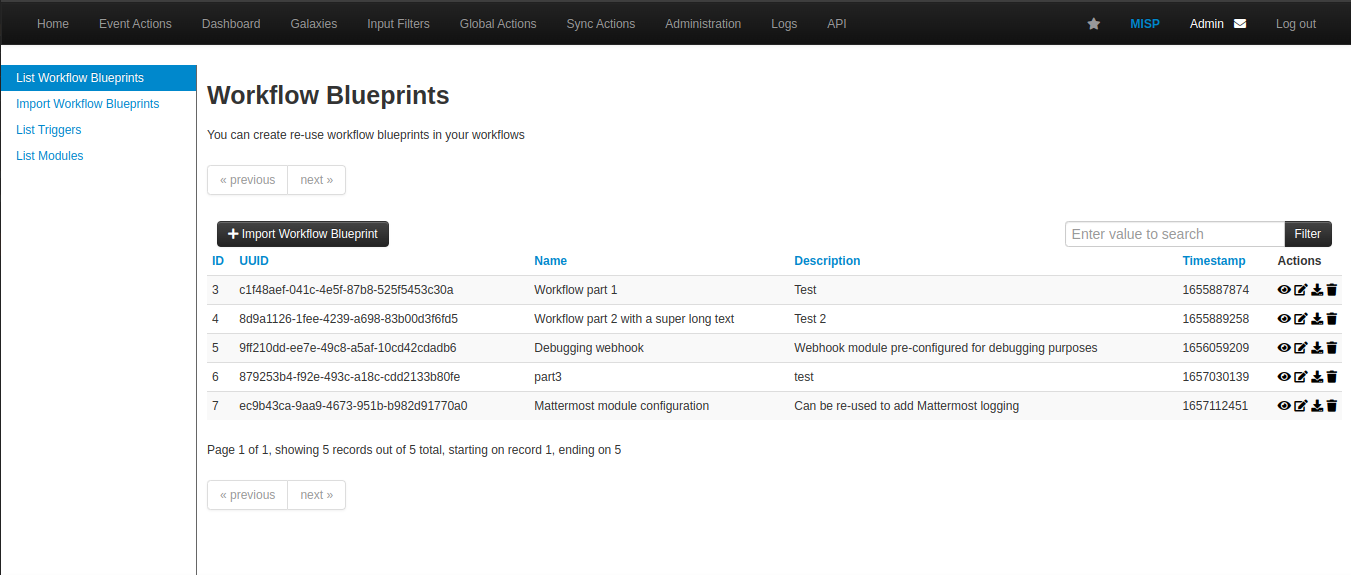 Home Event Actions Dashboard Galaxies Input Filters Global Actions Sync Actions Administration Logs API MISP Admin Log out
List Workflow Blueprints
Import Workflow Blueprints
List Triggers
List Modules
Workflow Blueprints
You can create re-use workflow blueprints in your workflows
« previous next »
Import Workflow Blueprint Enter value to search Filter
ID UUID Name Description Timestamp Actions
3 c1f48aef-041c-4e5f-87b8-525f5453c30a Workflow part 1 Test 1655887874
4 8d9a1126-1fee-4239-a698-83b00d3f6fd5 Workflow part 2 with a super long text Test 2 1655889258
5 9ff210dd-ee7e-49c8-a5af-10cd42cdadb6 Debugging webhook Webhook module pre-configured for debugging purposes 1656059209
6 879253b4-f92e-493c-a18c-cdd2133b80fe part3 test 1657030139
7 ec9b43ca-9aa9-4673-951b-b982d91770a0 Mattermost module configuration Can be re-used to add Mattermost logging 1657112451
Page 1 of 1, showing 5 records out of 5 total, starting on record 1, ending on 5
« previous next »